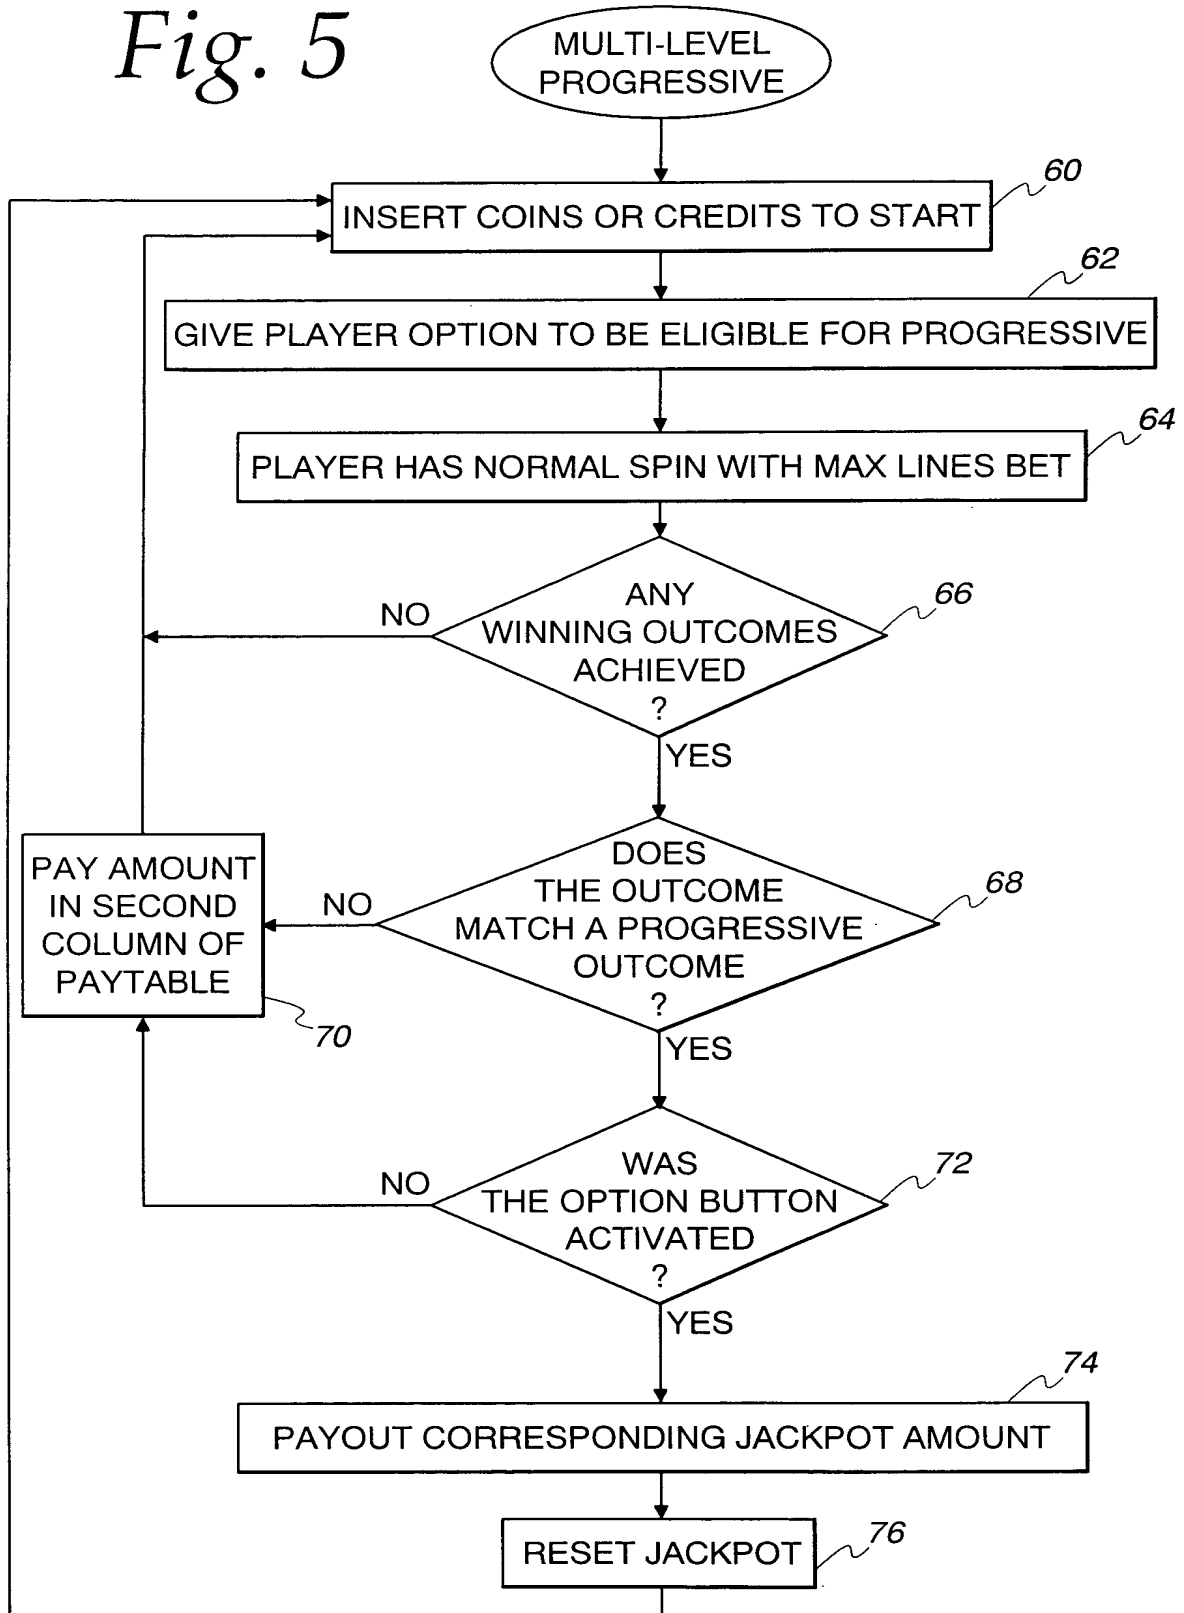 Fig. 5
MULTI-LEVEL
PROGRESSIVE
60
INSERT COINS OR CREDITS TO START
62
GIVE PLAYER OPTION TO BE ELIGIBLE FOR PROGRESSIVE
64
PLAYER HAS NORMAL SPIN WITH MAX LINES BET
66
NO
ANY
WINNING OUTCOMES
ACHIEVED
?
YES
68
DOES
THE OUTCOME
MATCH A PROGRESSIVE
OUTCOME
?
NO
PAY AMOUNT
IN SECOND
COLUMN OF
PAYTABLE
70
YES
72
NO
WAS
THE OPTION BUTTON
ACTIVATED
?
YES
74
PAYOUT CORRESPONDING JACKPOT AMOUNT
76
RESET JACKPOT